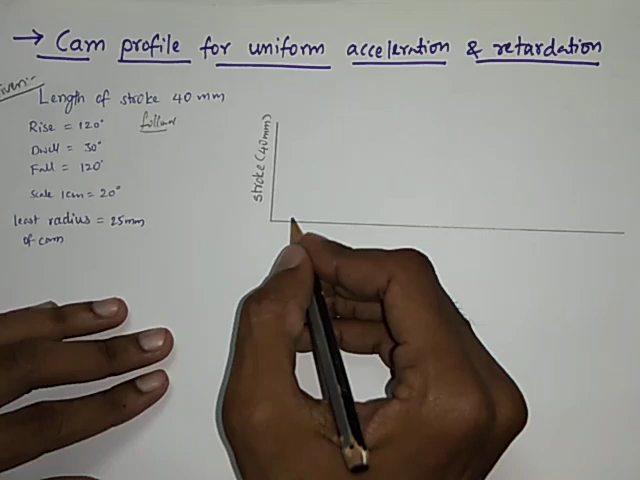 → Cam profile for uniform acceleration & retardation
Length of stroke 40 mm
Rise = 120°
Dwell = 30°
Fall = 120°
Scale 1cm = 20°
least radius = 25mm
of cam
stroke (40mm)